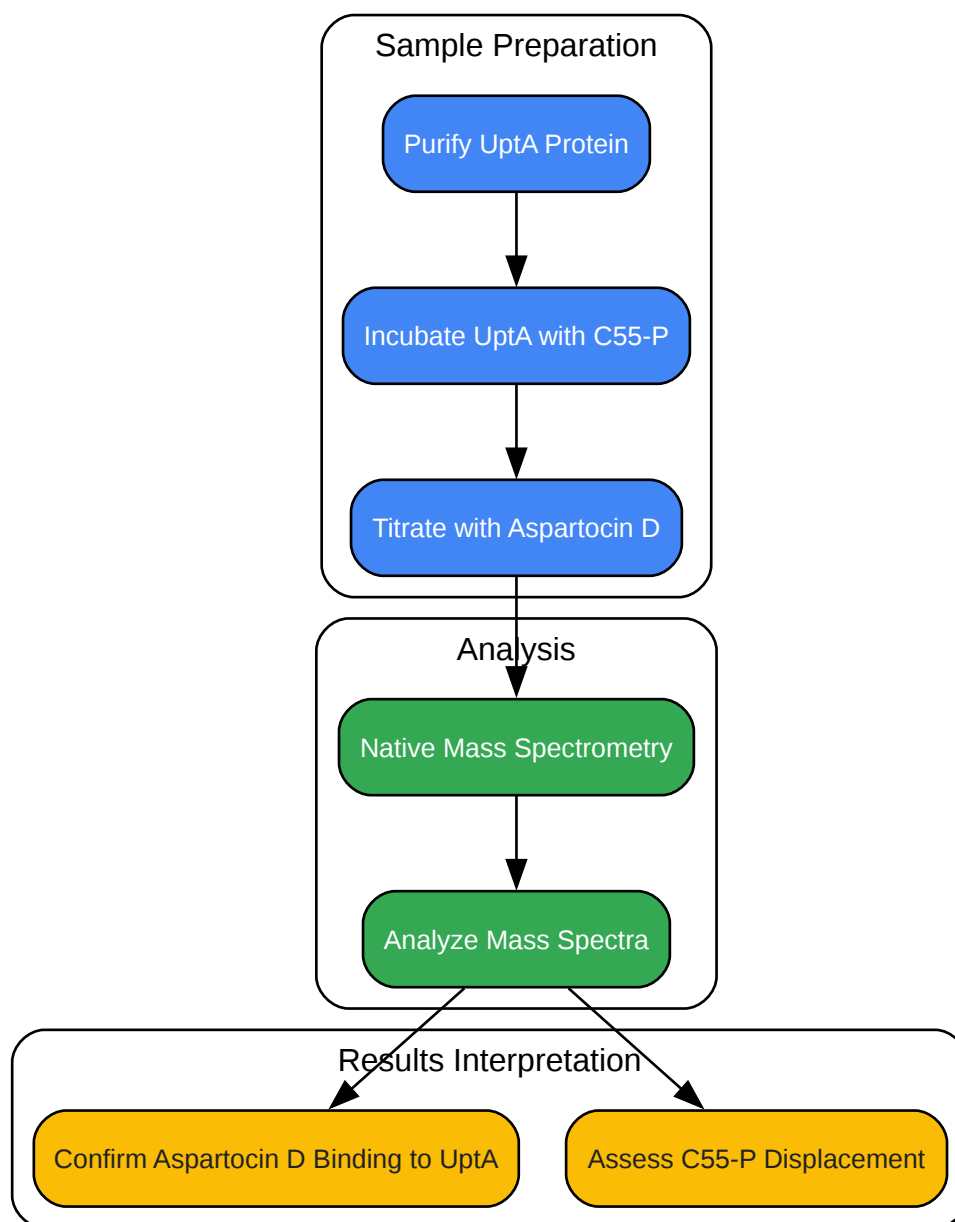 Sample Preparation
Purify UptA Protein
Incubate UptA with C55-P
Titrate with Aspartocin D
Analysis
Native Mass Spectrometry
Analyze Mass Spectra
Results Interpretation
Confirm Aspartocin D Binding to UptA
Assess C55-P Displacement